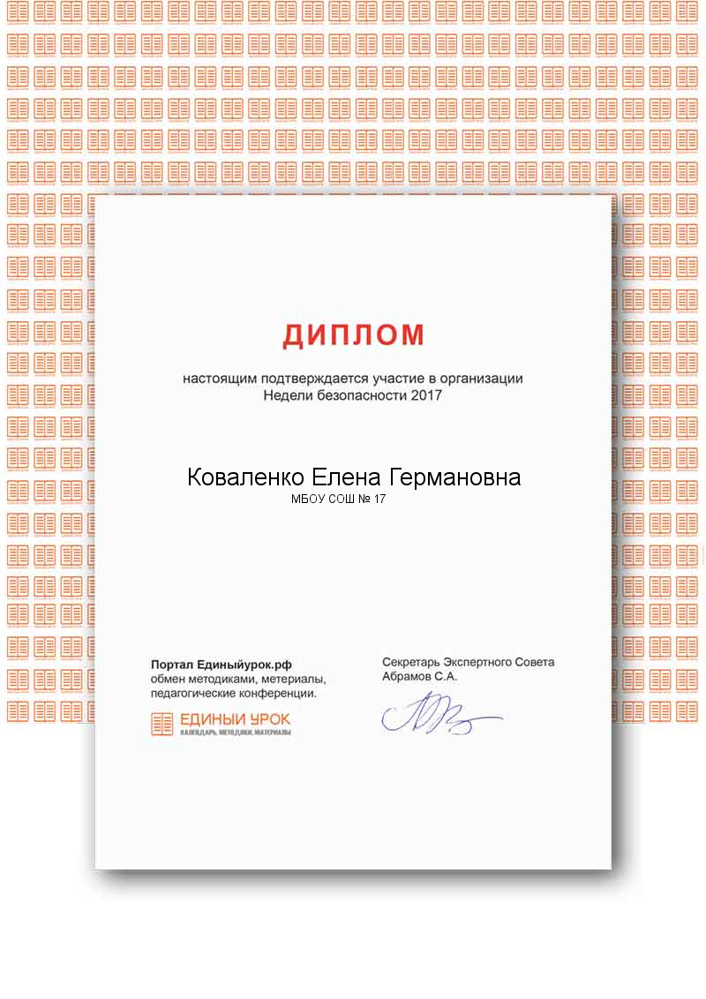 ДИПЛОМ
настоящим подтверждается участие в организации
Недели безопасности 2017
Коваленко Елена Германовна
МБОУ СОШ № 17
Портал Единыйурок.рф
обмен методиками, метериалы,
педагогические конференции.
ЕДИНЫЙ УРОК
КАЛЕНДАРЬ, МЕТОДИКИ, МАТЕРИАЛЫ
Секретарь Экспертного Совета
Абрамов С.А.